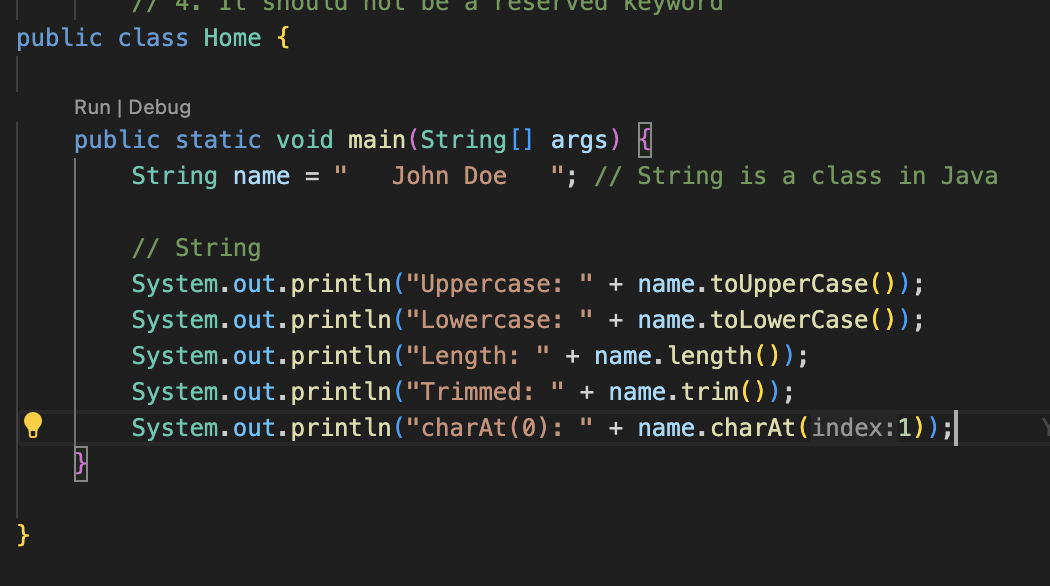 // 4. It should not be a reserved keyword
public class Home {
Run | Debug
public static void main(String[] args) {
String name = "   John Doe   "; // String is a class in Java
// String
System.out.println("Uppercase: " + name.toUpperCase());
System.out.println("Lowercase: " + name.toLowerCase());
System.out.println("Length: " + name.length());
System.out.println("Trimmed: " + name.trim());
System.out.println("charAt(0): " + name.charAt(index:1));
}
}